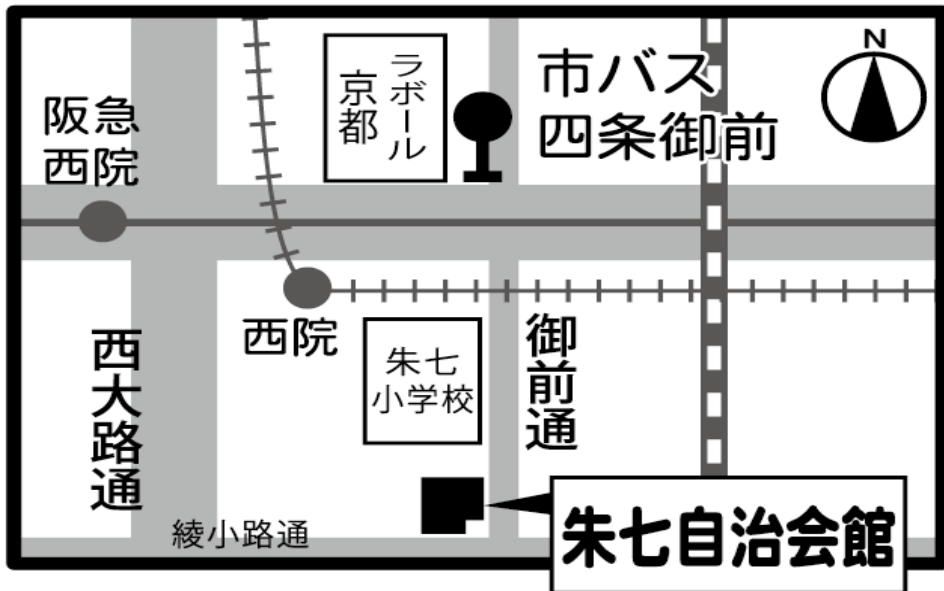 阪急
西院
ラボール
京都
市バス
四条御前
N
西院
西大路通
朱七
小学校
御前通
綾小路通
朱七自治会館